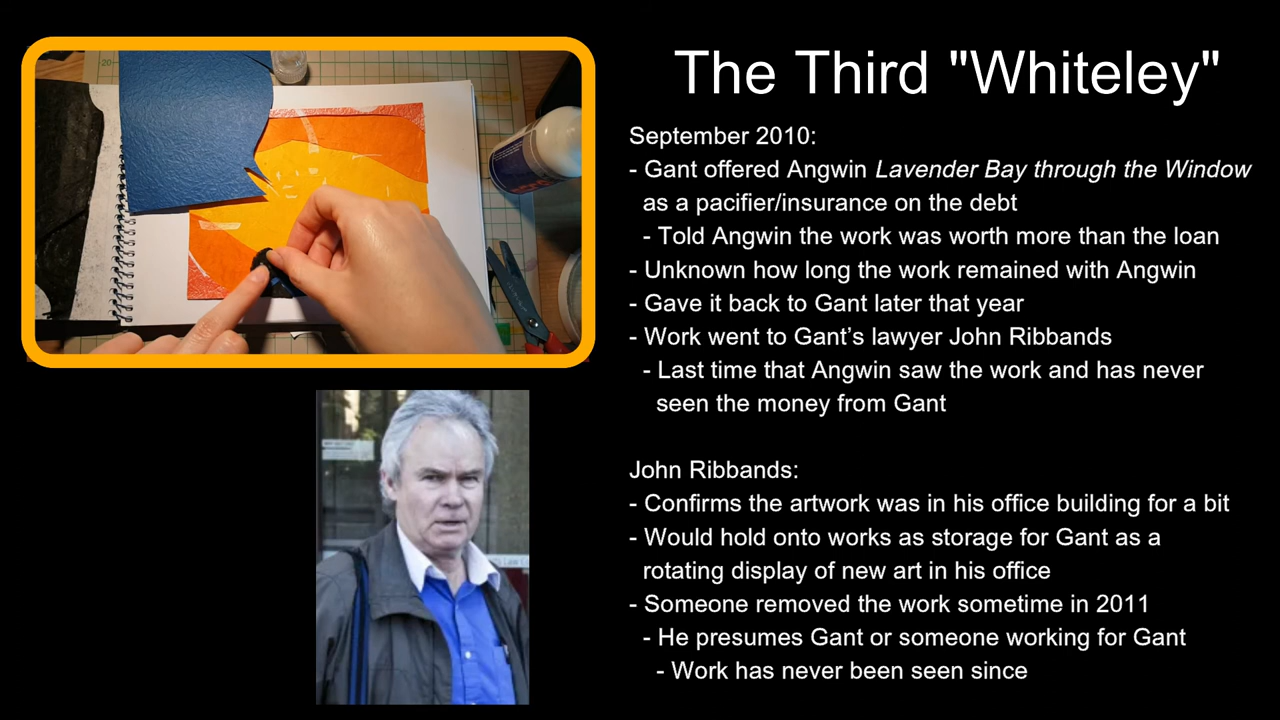 The Third "Whiteley"
September 2010:
- Gant offered Angwin Lavender Bay through the Window
as a pacifier/insurance on the debt
- Told Angwin the work was worth more than the loan
- Unknown how long the work remained with Angwin
- Gave it back to Gant later that year
- Work went to Gant’s lawyer John Ribbands
- Last time that Angwin saw the work and has never
seen the money from Gant
John Ribbands:
- Confirms the artwork was in his office building for a bit
- Would hold onto works as storage for Gant as a
rotating display of new art in his office
- Someone removed the work sometime in 2011
- He presumes Gant or someone working for Gant
- Work has never been seen since